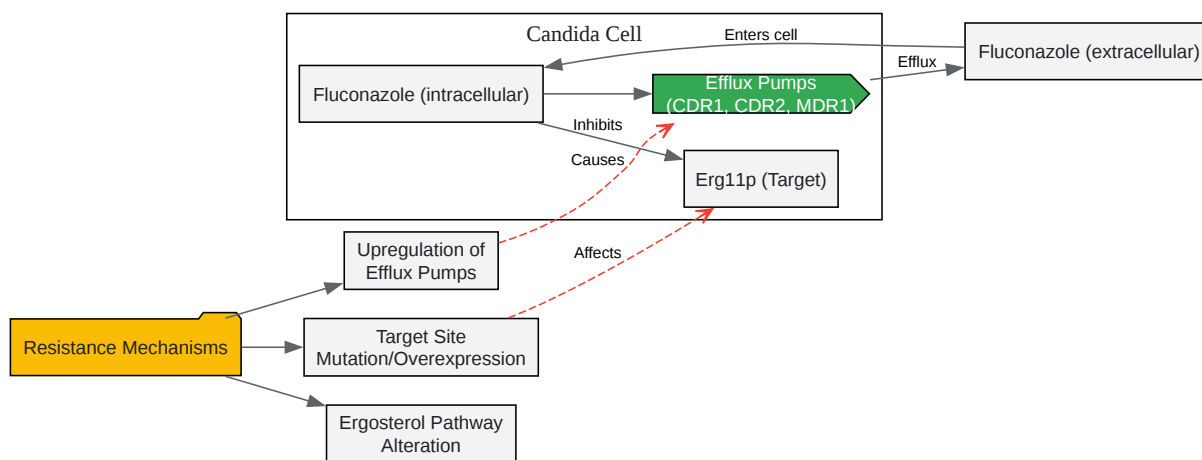 Candida Cell
Enters cell
Fluconazole (extracellular)
Efflux
Fluconazole (intracellular)
Efflux Pumps
(CDR1, CDR2, MDR1)
Inhibits
Causes
Erg11p (Target)
Upregulation of
Efflux Pumps
Affects
Resistance Mechanisms
Target Site
Mutation/Overexpression
Ergosterol Pathway
Alteration